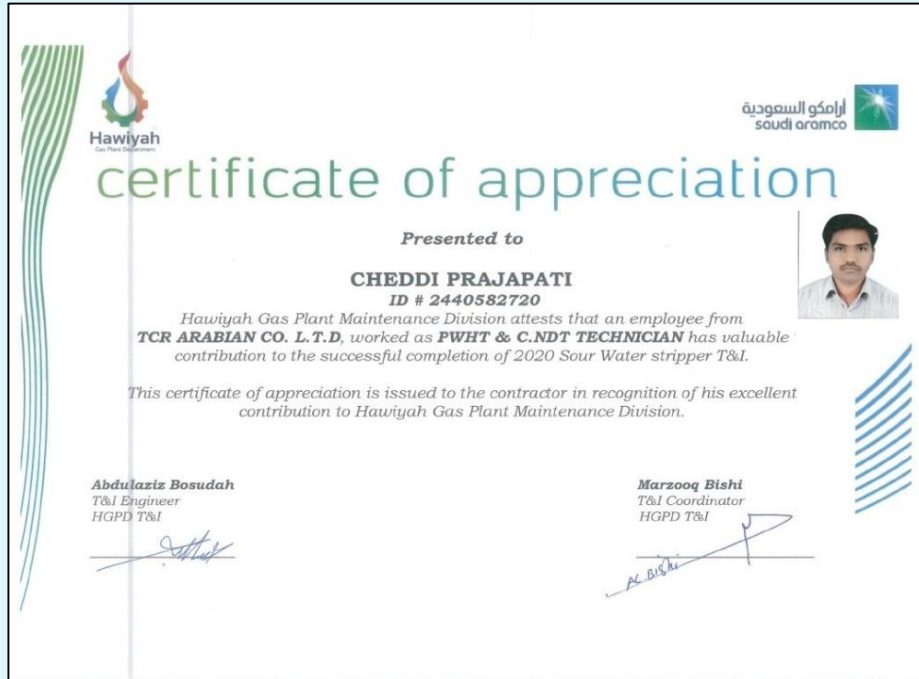 Hawiyah
Gas Plant Department
أرامكو السعودية
saudi aramco
certificate of appreciation
Presented to
CHEDDI PRAJAPATI
ID # 2440582720
Hawiyah Gas Plant Maintenance Division attests that an employee from
TCR ARABIAN CO. L.T.D, worked as PWHT & C.NDT TECHNICIAN has valuable
contribution to the successful completion of 2020 Sour Water stripper T&I.
This certificate of appreciation is issued to the contractor in recognition of his excellent
contribution to Hawiyah Gas Plant Maintenance Division.
Abdulaziz Bosudah
T&I Engineer
HGPD T&I
Marzooq Bishi
T&I Coordinator
HGPD T&I
Al Bishi